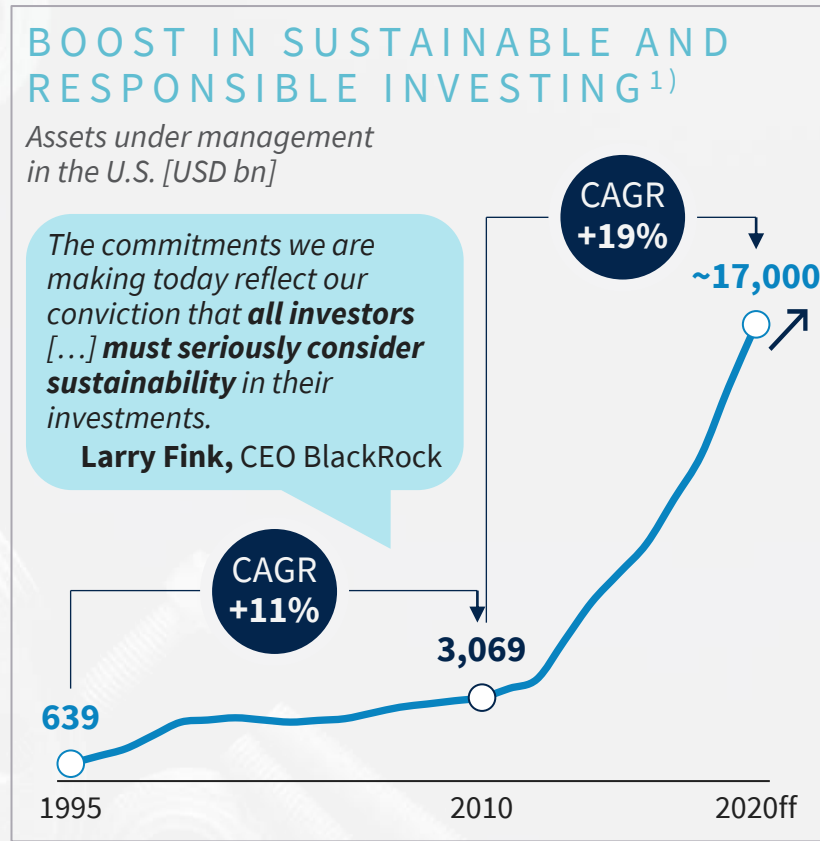 BOOST IN SUSTAINABLE AND
RESPONSIBLE INVESTING1)
Assets under management
in the U.S. [USD bn]
The commitments we are
making today reflect our
conviction that all investors
[…] must seriously consider
sustainability in their
investments.
Larry Fink, CEO BlackRock
CAGR
+19%
~17,000
CAGR
+11%
3,069
639
1995
2010
2020ff